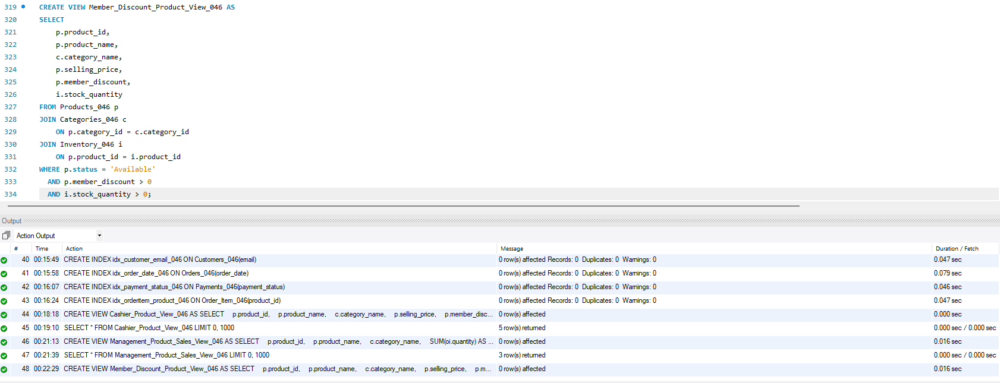 319 CREATE VIEW Member_Discount_Product_View_046 AS
320 SELECT
321 p.product_id,
322 p.product_name,
323 c.category_name,
324 p.selling_price,
325 p.member_discount,
326 i.stock_quantity
327 FROM Products_046 p
328 JOIN Categories_046 c
329 ON p.category_id = c.category_id
330 JOIN Inventory_046 i
331 ON p.product_id = i.product_id
332 WHERE p.status = 'Available'
333 AND p.member_discount > 0
334 AND i.stock_quantity > 0;
Output
Action Output
# Time Action Message Duration / Fetch
40 00:15:49 CREATE INDEX idx_customer_email_046 ON Customers_046(email) 0 row(s) affected Records: 0 Duplicates: 0 Warnings: 0 0.047 sec
41 00:15:58 CREATE INDEX idx_order_date_046 ON Orders_046(order_date) 0 row(s) affected Records: 0 Duplicates: 0 Warnings: 0 0.079 sec
42 00:16:07 CREATE INDEX idx_payment_status_046 ON Payments_046(payment_status) 0 row(s) affected Records: 0 Duplicates: 0 Warnings: 0 0.046 sec
43 00:16:24 CREATE INDEX idx_orderitem_product_046 ON Order_Item_046(product_id) 0 row(s) affected Records: 0 Duplicates: 0 Warnings: 0 0.047 sec
44 00:18:18 CREATE VIEW Cashier_Product_View_046 AS SELECT p.product_id, p.product_name, c.category_name, p.selling_price, p.member_disc... 0 row(s) affected 0.000 sec
45 00:19:10 SELECT * FROM Cashier_Product_View_046 LIMIT 0, 1000 5 row(s) returned 0.000 sec / 0.000 sec
46 00:21:13 CREATE VIEW Management_Product_Sales_View_046 AS SELECT p.product_id, p.product_name, c.category_name, SUM(oi.quantity) AS ... 0 row(s) affected 0.016 sec
47 00:21:39 SELECT * FROM Management_Product_Sales_View_046 LIMIT 0, 1000 3 row(s) returned 0.000 sec / 0.000 sec
48 00:22:29 CREATE VIEW Member_Discount_Product_View_046 AS SELECT p.product_id, p.product_name, c.category_name, p.selling_price, p.m... 0 row(s) affected 0.016 sec